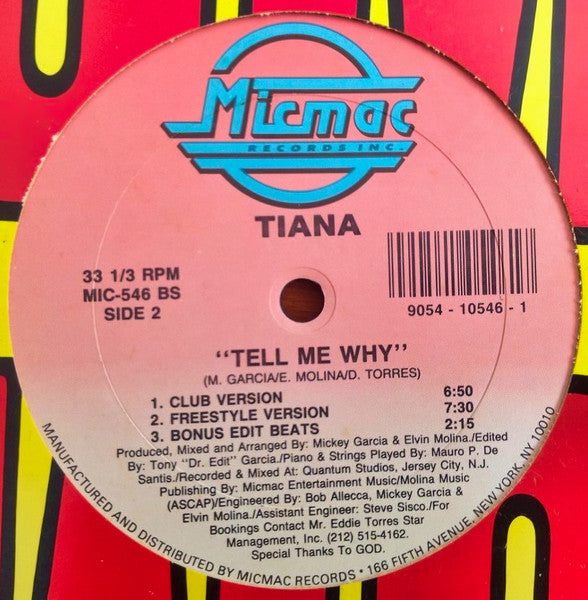 Micmac
RECORDS INC.
TIANA
33 1/3 RPM
MIC-546 BS
SIDE 2
9054 - 10546 - 1
"TELL ME WHY"
(M. GARCIA/E. MOLINA/D. TORRES)
1. CLUB VERSION 6:50
2. FREESTYLE VERSION 7:30
3. BONUS EDIT BEATS 2:15
Produced, Mixed and Arranged By: Mickey Garcia & Elvin Molina./Edited
By: Tony "Dr. Edit" Garcia./Piano & Strings Played By: Mauro P. De
Santis./Recorded & Mixed At: Quantum Studios, Jersey City, N.J.
Publishing By: Micmac Entertainment Music/Molina Music
(ASCAP)/Engineered By: Bob Allecca, Mickey Garcia &
Elvin Molina./Assistant Engineer: Steve Sisco./For
Bookings Contact Mr. Eddie Torres Star
Management, Inc. (212) 515-4162.
Special Thanks To GOD.
MANUFACTURED AND DISTRIBUTED BY MICMAC RECORDS • 166 FIFTH AVENUE, NEW YORK, NY 10010